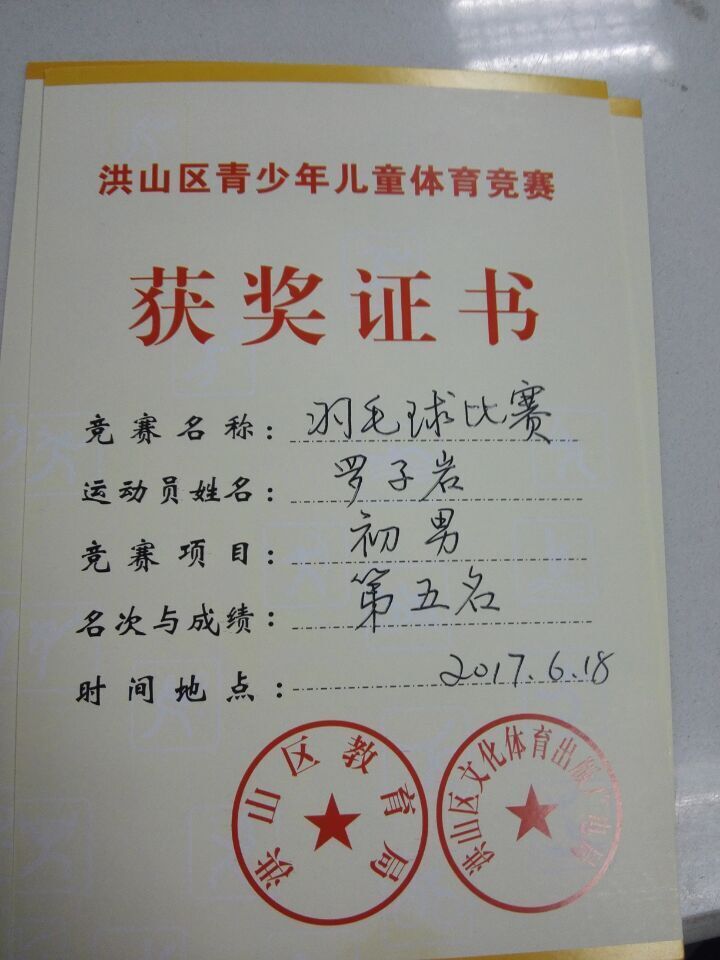 洪山区青少年儿童体育竞赛
获奖证书
竞赛名称：羽毛球比赛
运动员姓名：罗子岩
竞赛项目：初男
名次与成绩：第五名
时间地点：2017.6.18
洪山区教育局
洪山区文化体育出版广电局